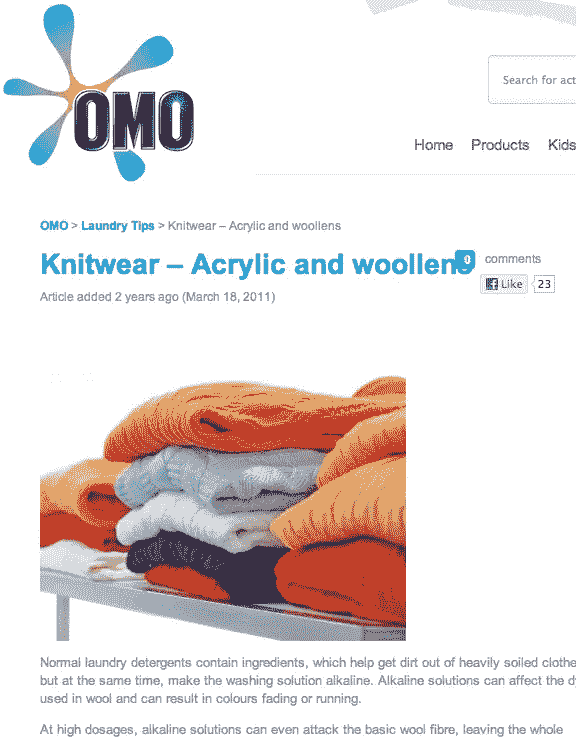 OMO
Search for act
Home Products Kids
OMO > Laundry Tips > Knitwear – Acrylic and woollens
Knitwear – Acrylic and woollens
0 comments
Like 23
Article added 2 years ago (March 18, 2011)
Normal laundry detergents contain ingredients, which help get dirt out of heavily soiled clothe
but at the same time, make the washing solution alkaline. Alkaline solutions can affect the dy
used in wool and can result in colours fading or running.
At high dosages, alkaline solutions can even attack the basic wool fibre, leaving the whole